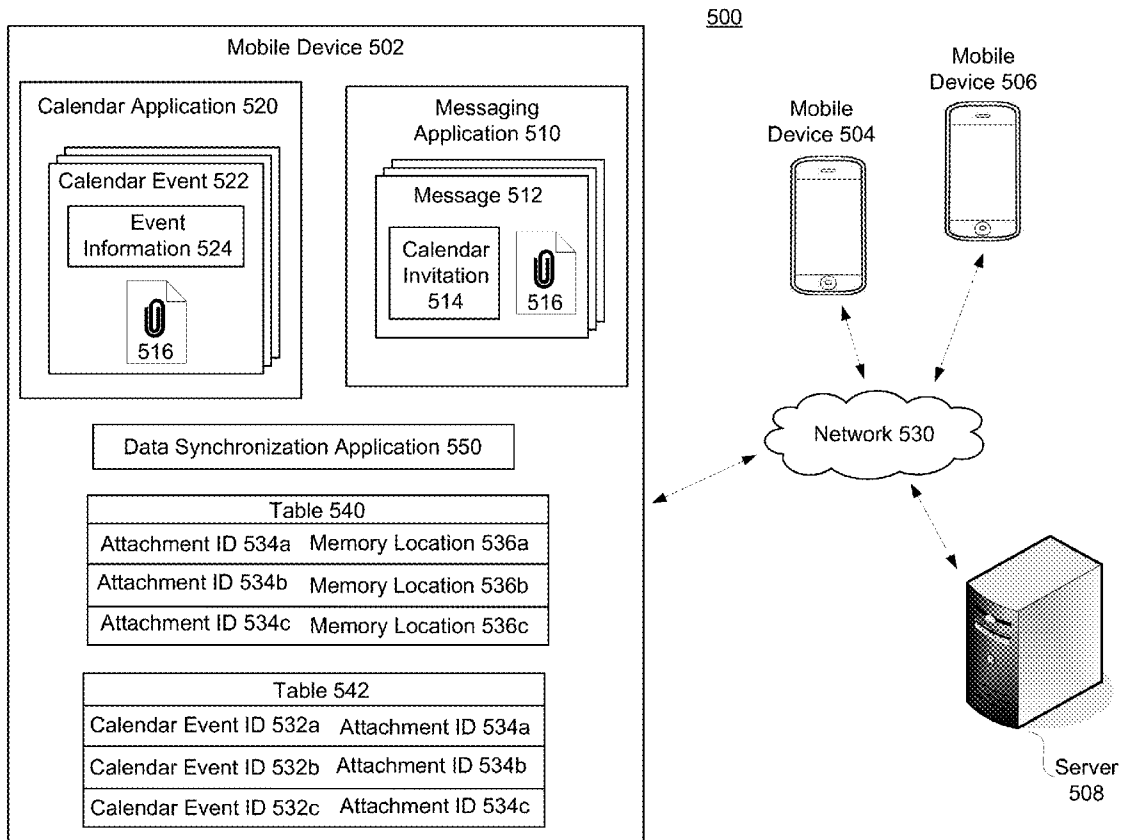 500
Mobile Device 502
Calendar Application 520
Calendar Event 522
Event
Information 524
516
Messaging
Application 510
Message 512
Calendar
Invitation
514
516
Data Synchronization Application 550
Table 540
Attachment ID 534a Memory Location 536a
Attachment ID 534b Memory Location 536b
Attachment ID 534c Memory Location 536c
Table 542
Calendar Event ID 532a Attachment ID 534a
Calendar Event ID 532b Attachment ID 534b
Calendar Event ID 532c Attachment ID 534c
Mobile
Device 504
Mobile
Device 506
Network 530
Server
508